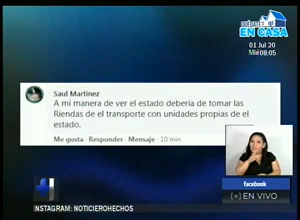 EN CASA
01 Jul 20
Mié 08:05
Saul Martinez
A mi manera de ver el estado debería de tomar las
Riendas de el transporte con unidades propias de el
estado.
Me gusta · Responder · Mensaje · 10 min
facebook
EN VIVO
INSTAGRAM: NOTICIEROHECHOS